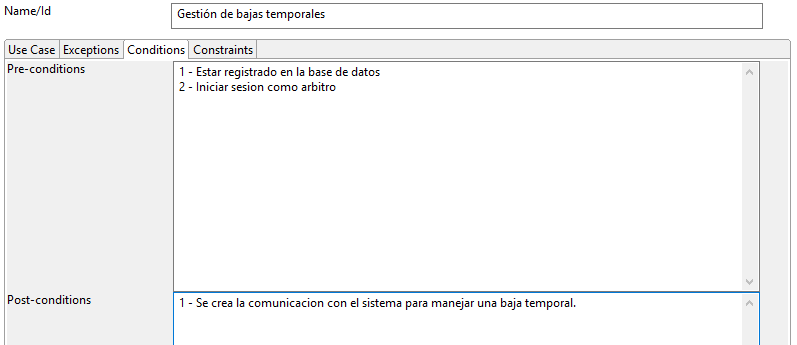 Name/Id
Gestión de bajas temporales
Use Case Exceptions Conditions Constraints
Pre-conditions
1 - Estar registrado en la base de datos
2 - Iniciar sesion como arbitro
Post-conditions
1 - Se crea la comunicacion con el sistema para manejar una baja temporal.